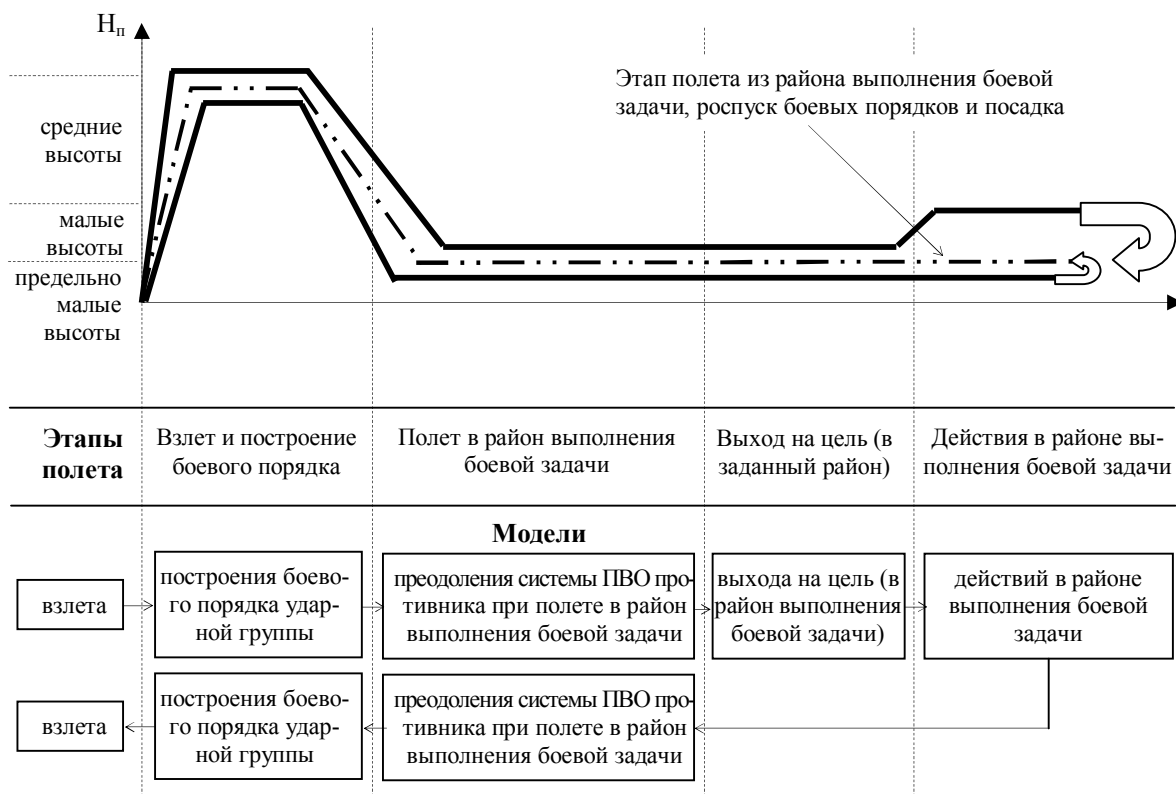 Нп
Этап полета из района выполнения боевой
задачи, роспуск боевых порядков и посадка
средние
высоты
малые
высоты
предельно
малые
высоты
Этапы
полета
Взлет и построение
боевого порядка
Полет в район выполнения
боевой задачи
Выход на цель (в
заданный район)
Действия в районе вы-
полнения боевой задачи
Модели
взлета
построения боево-
го порядка удар-
ной группы
преодоления системы ПВО про-
тивника при полете в район
выполнения боевой задачи
выхода на цель (в
район выполнения
боевой задачи)
действий в районе
выполнения боевой
задачи
взлета
построения боево-
го порядка удар-
ной группы
преодоления системы ПВО про-
тивника при полете в район
выполнения боевой задачи